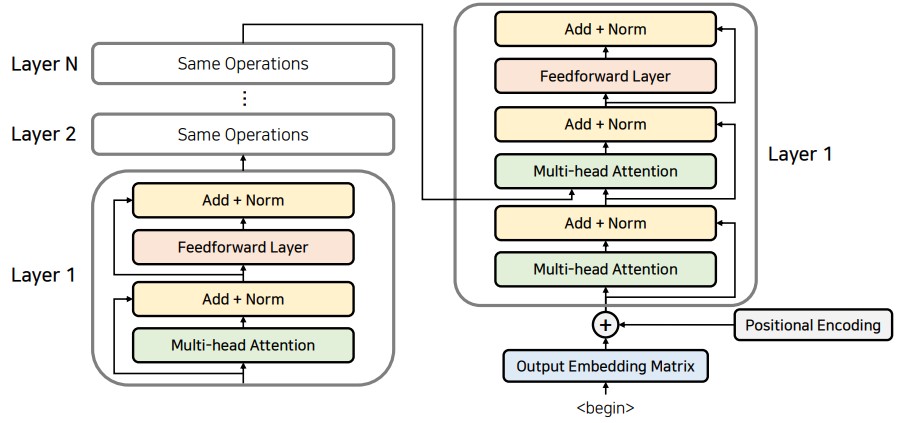 Layer N
Same Operations
⋮
Layer 2
Same Operations
Layer 1
Add + Norm
Feedforward Layer
Add + Norm
Multi-head Attention
Add + Norm
Feedforward Layer
Add + Norm
Multi-head Attention
Layer 1
Add + Norm
Multi-head Attention
+
Positional Encoding
Output Embedding Matrix
<begin>